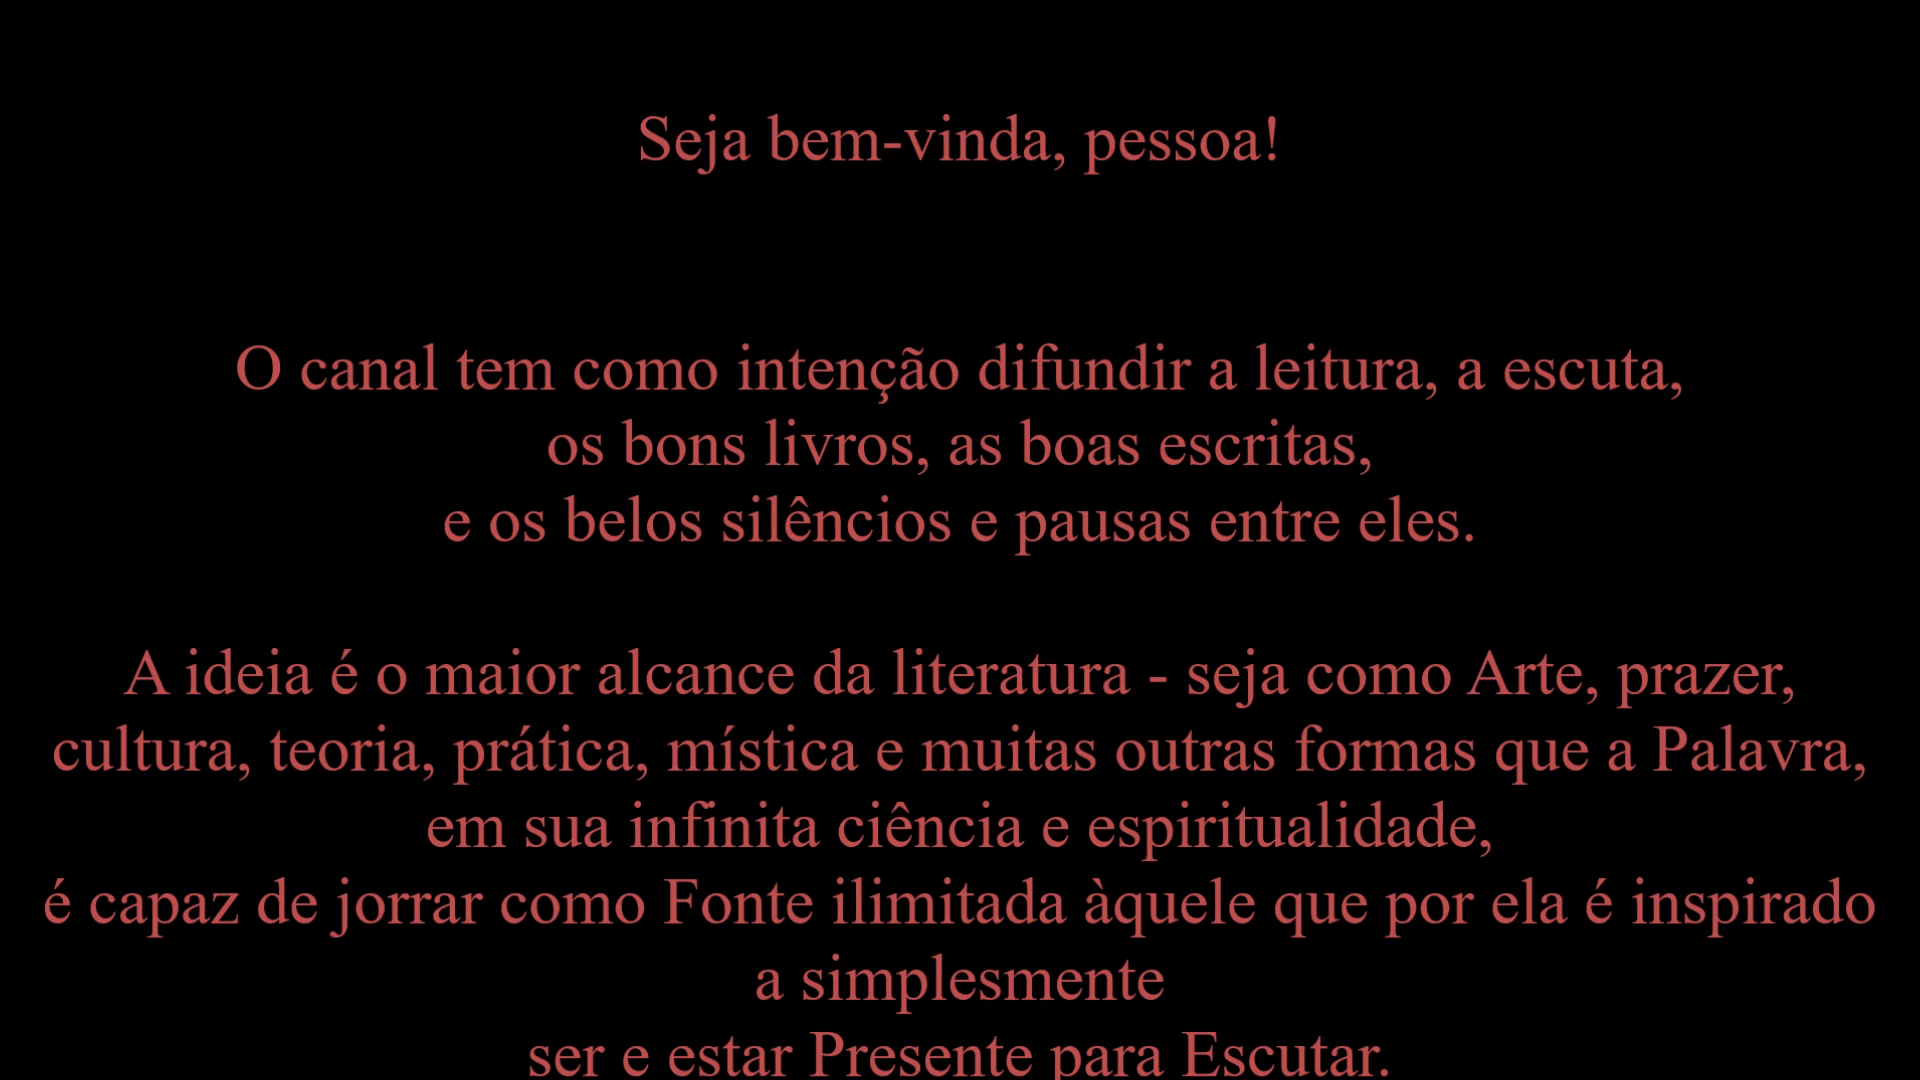 Seja bem-vinda, pessoa!
O canal tem como intenção difundir a leitura, a escuta,
os bons livros, as boas escritas,
e os belos silêncios e pausas entre eles.
A ideia é o maior alcance da literatura - seja como Arte, prazer,
cultura, teoria, prática, mística e muitas outras formas que a Palavra,
em sua infinita ciência e espiritualidade,
é capaz de jorrar como Fonte ilimitada àquele que por ela é inspirado
a simplesmente
ser e estar Presente para Escutar.